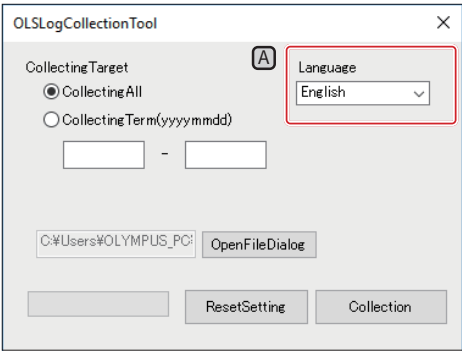 OLSLogCollectionTool
CollectingTarget
A
Language
CollectingAll
English
CollectingTerm(yyyymmdd)
-
C:¥Users¥OLYMPUS_PC¥
OpenFileDialog
ResetSetting
Collection